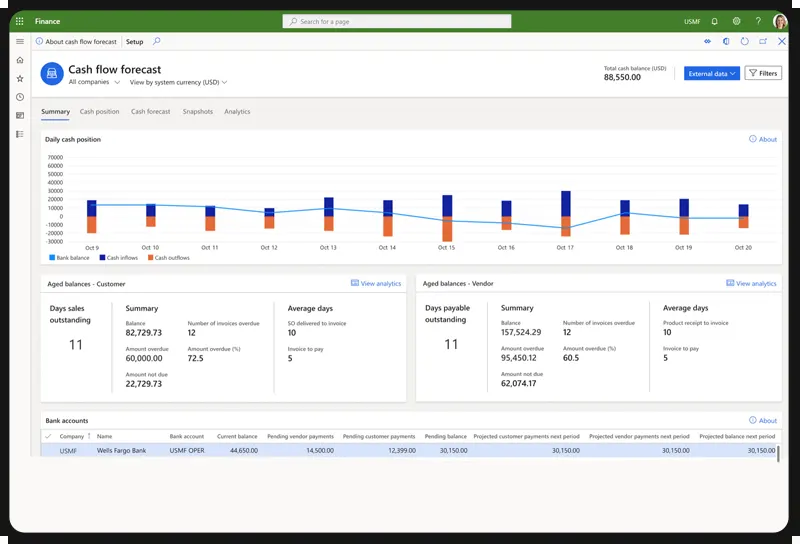 Finance
Search for a page
USMF
About cash flow forecast Setup
Cash flow forecast
All companies View by system currency (USD)
Total cash balance (USD)
88,550.00
External data
Filters
Summary Cash position Cash forecast Snapshots Analytics
Daily cash position
About
70000
60000
50000
40000
30000
20000
10000
0
-10000
-20000
-30000
Oct 9 Oct 10 Oct 11 Oct 12 Oct 13 Oct 14 Oct 15 Oct 16 Oct 17 Oct 18 Oct 19 Oct 20
Bank balance Cash inflows Cash outflows
Aged balances - Customer
View analytics
Days sales
outstanding
11
Summary
Balance
82,729.73
Number of invoices overdue
12
Amount overdue
60,000.00
Amount overdue (%)
72.5
Amount not due
22,729.73
Average days
SO delivered to invoice
10
Invoice to pay
5
Aged balances - Vendor
View analytics
Days payable
outstanding
11
Summary
Balance
157,524.29
Number of invoices overdue
12
Amount overdue
95,450.12
Amount overdue (%)
60.5
Amount not due
62,074.17
Average days
Product receipt to invoice
10
Invoice to pay
5
Bank accounts
About
Company Name Bank account Current balance Pending vendor payments Pending customer payments Pending balance Projected customer payments next period Projected vendor payments next period Projected balance next period
USMF Wells Fargo Bank USMF OPER 44,650.00 14,500.00 12,399.00 30,150.00 30,150.00 30,150.00 30,150.00